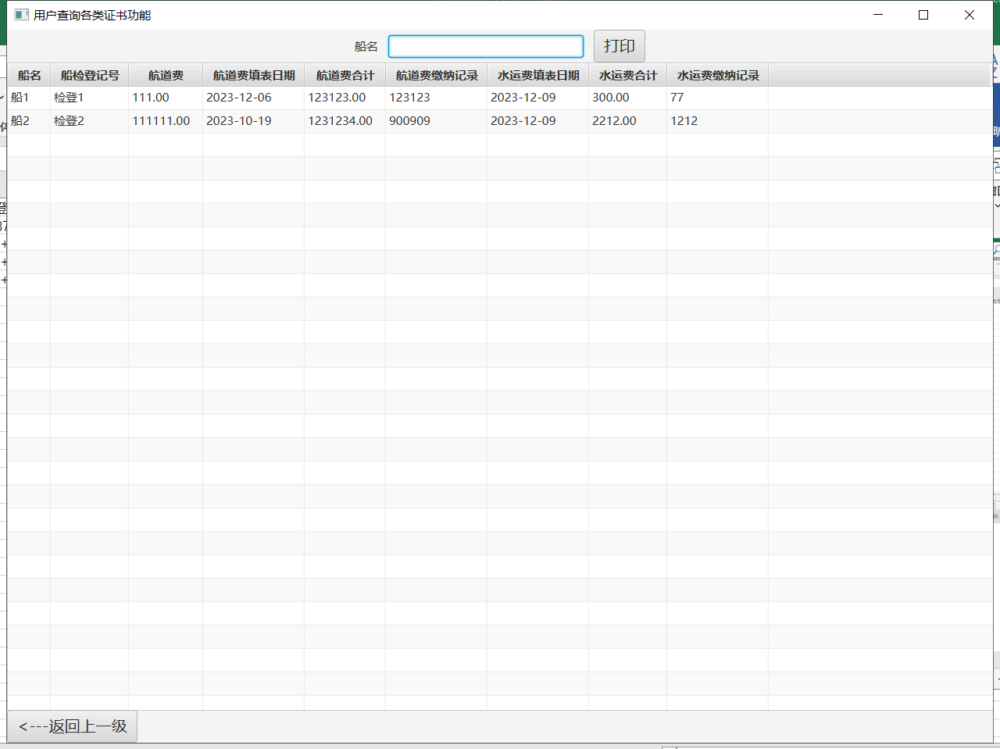 用户查询各类证书功能
船名 打印
船名 船检登记号 航道费 航道费填表日期 航道费合计 航道费缴纳记录 水运费填表日期 水运费合计 水运费缴纳记录
船1 检登1 111.00 2023-12-06 123123.00 123123 2023-12-09 300.00 77
船2 检登2 111111.00 2023-10-19 1231234.00 900909 2023-12-09 2212.00 1212
<---返回上一级